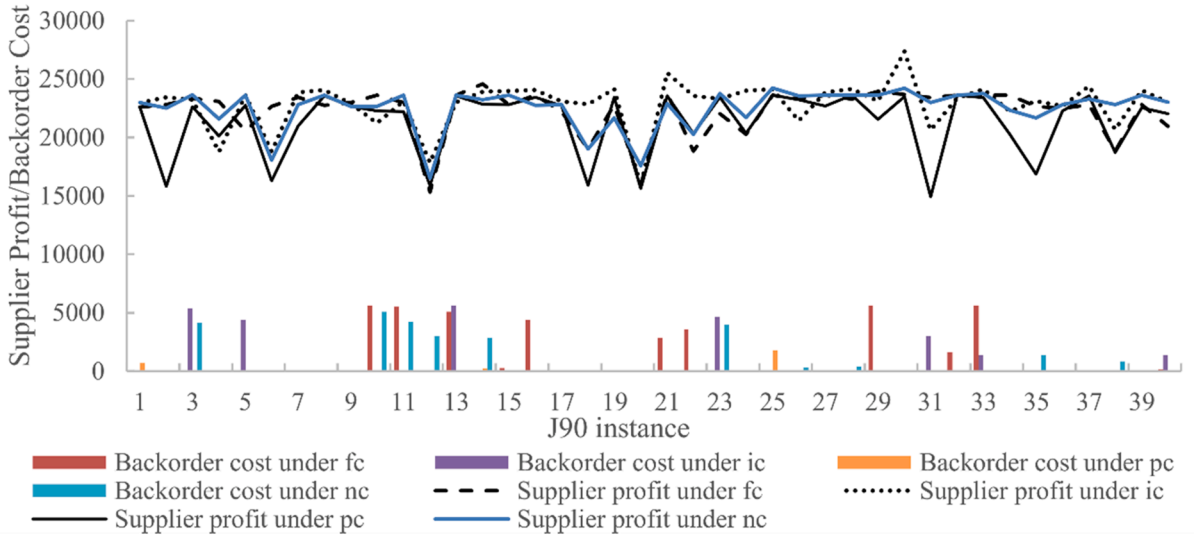 Supplier Profit/Backorder Cost
30000
25000
20000
15000
10000
5000
0
1 3 5 7 9 11 13 15 17 19 21 23 25 27 29 31 33 35 37 39
J90 instance
Backorder cost under fc Backorder cost under ic Backorder cost under pc
Backorder cost under nc Supplier profit under fc Supplier profit under ic
Supplier profit under pc Supplier profit under nc